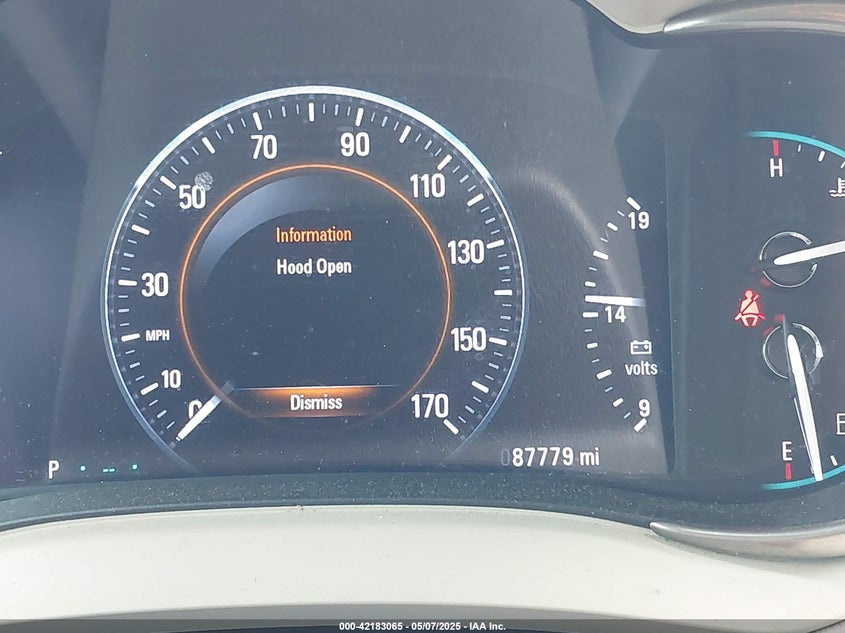 70
90
50
110
19
H
Information
30
Hood Open
130
MPH
14
150
volts
10
0
Dismiss
170
9
E
P
087779 mi
000-42183065 - 05/07/2025 - IAA Inc.